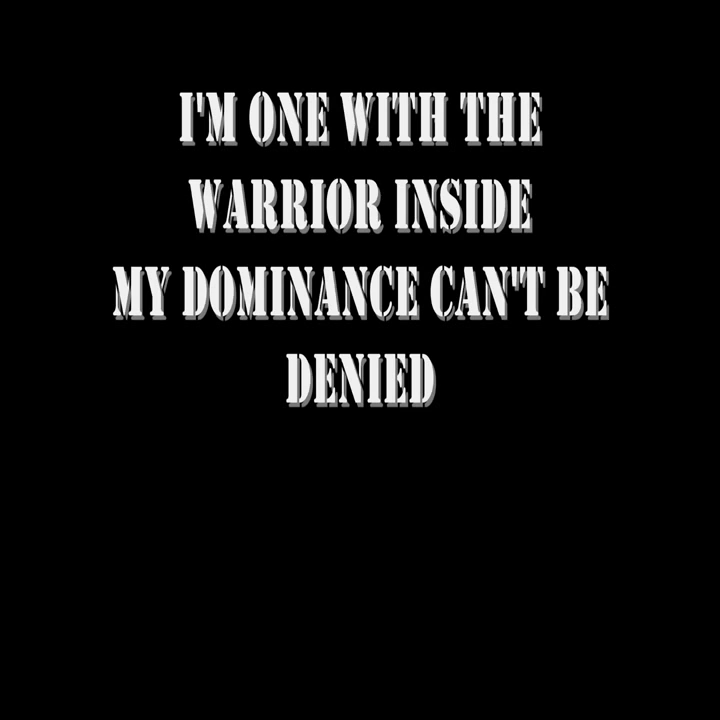 I'M ONE WITH THE
WARRIOR INSIDE
MY DOMINANCE CAN'T BE
DENIED